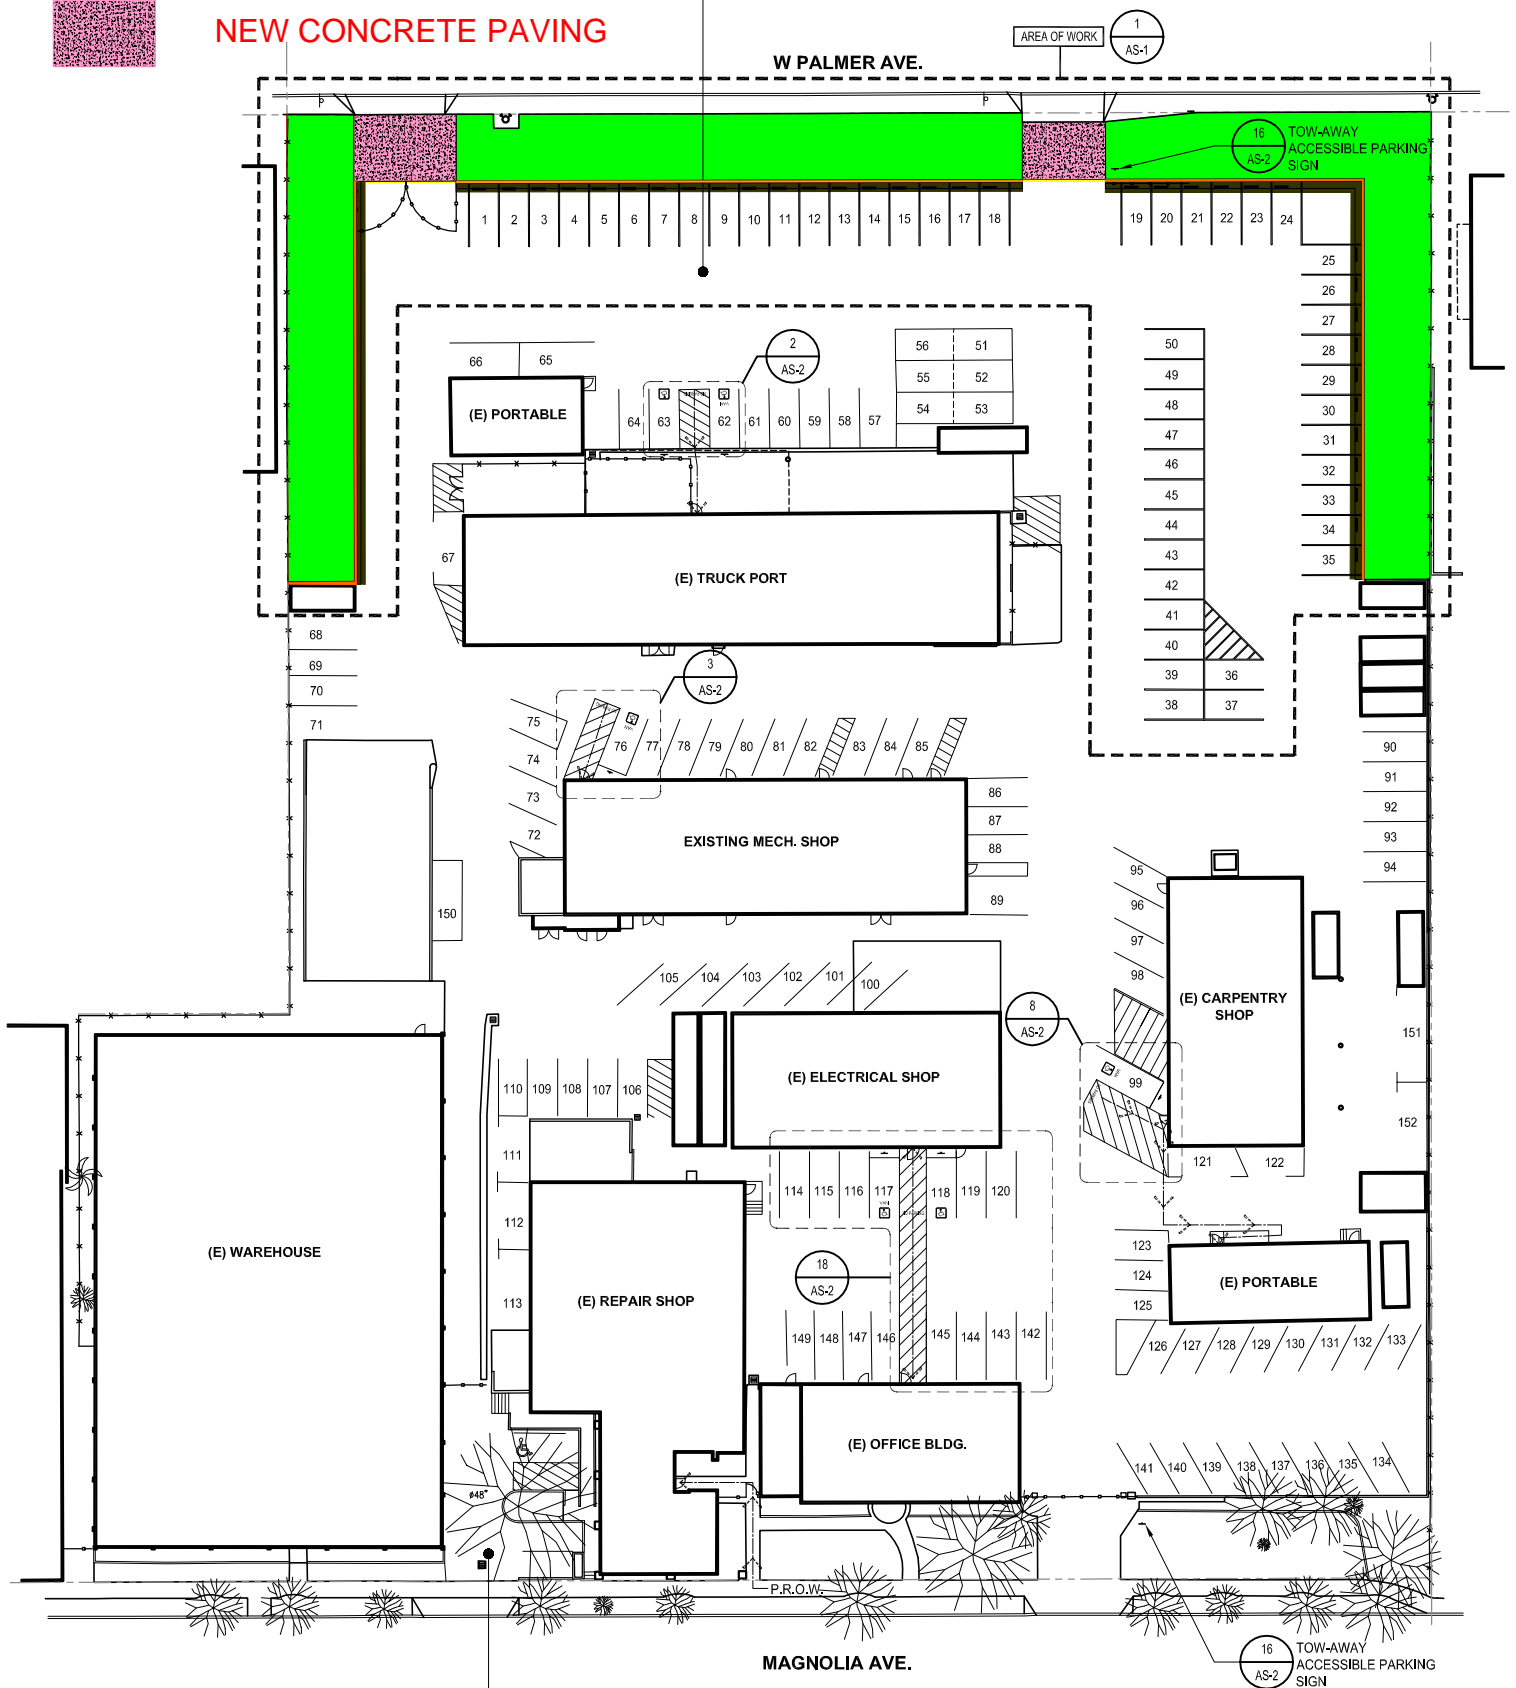 NEW CONCRETE PAVING
AREA OF WORK
1
AS-1
W PALMER AVE.
16
AS-2
TOW-AWAY
ACCESSIBLE PARKING
SIGN
1 2 3 4 5 6 7 8 9 10 11 12 13 14 15 16 17 18
19 20 21 22 23 24
25
26
27
28
29
30
31
32
33
34
35
50
49
48
47
46
45
44
43
42
41
40
39 36
38 37
2
AS-2
66 65
56 51
55 52
54 53
(E) PORTABLE
64 63 62 61 60 59 58 57
67
(E) TRUCK PORT
68
69
70
71
3
AS-2
75
74
73
72
76 77 78 79 80 81 82 83 84 85
EXISTING MECH. SHOP
86
87
88
89
90
91
92
93
94
95
96
97
98
150
105 104 103 102 101 100
8
AS-2
(E) CARPENTRY
SHOP
151
152
99
(E) ELECTRICAL SHOP
110 109 108 107 106
111
112
113
114 115 116 117 118 119 120
121 122
(E) WAREHOUSE
(E) REPAIR SHOP
18
AS-2
123
124
125
(E) PORTABLE
149 148 147 146 145 144 143 142
126 127 128 129 130 131 132 133
(E) OFFICE BLDG.
141 140 139 138 137 136 135 134
ø48"
P.R.O.W.
MAGNOLIA AVE.
16
AS-2
TOW-AWAY
ACCESSIBLE PARKING
SIGN